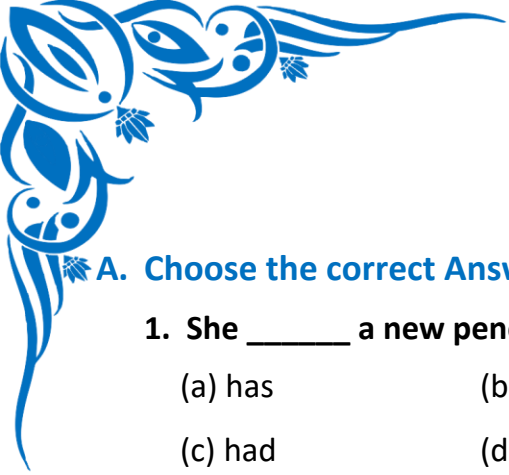 A. Choose the correct Ans
1. She ______ a new pen
(a) has (b
(c) had (d